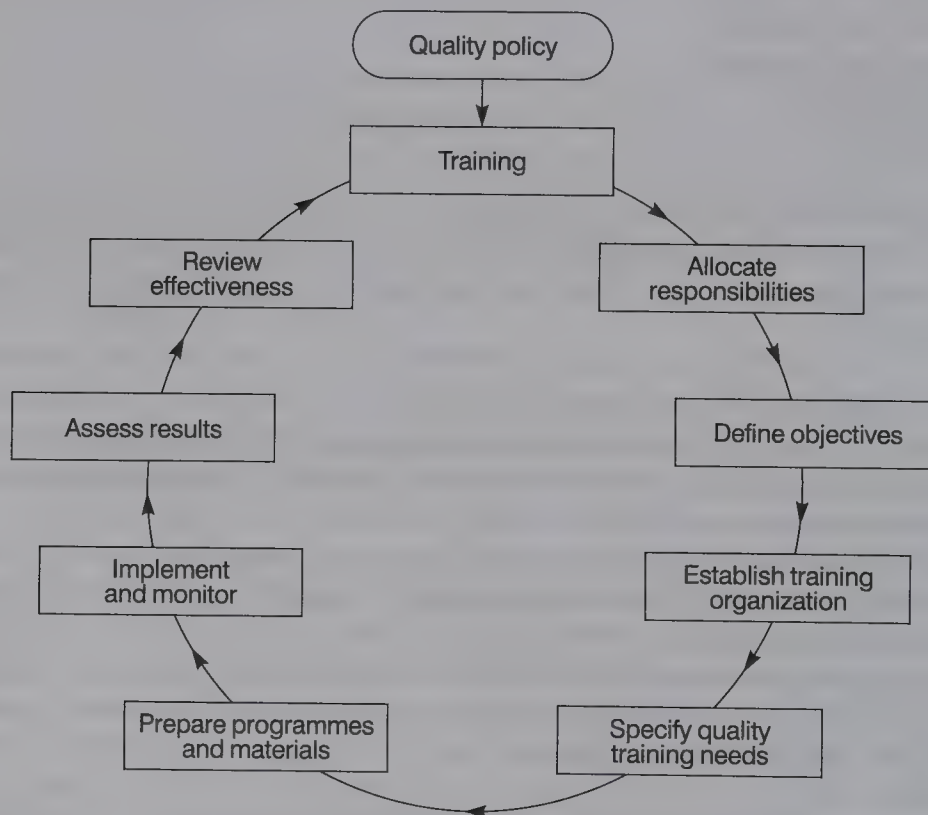 Quality policy
Training
Allocate
responsibilities
Define objectives
Establish training
organization
Specify quality
training needs
Prepare programmes
and materials
Implement
and monitor
Assess results
Review
effectiveness